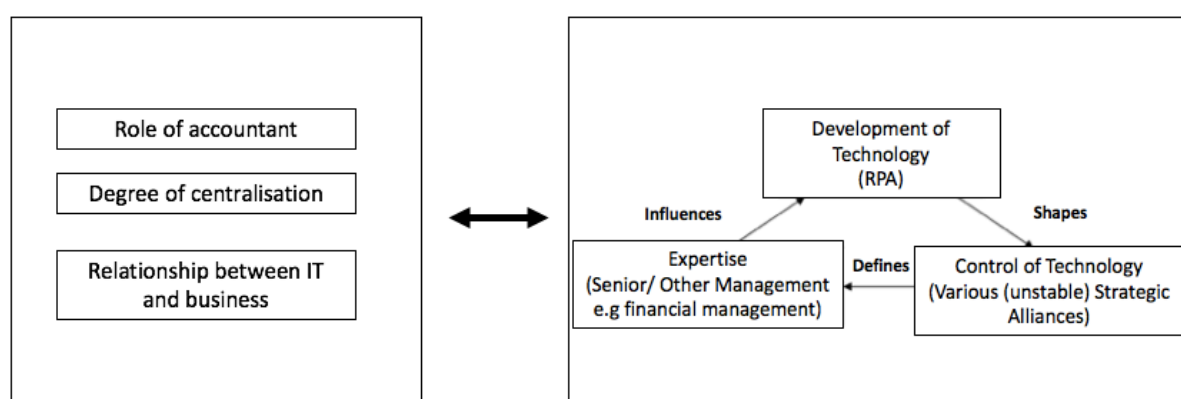 Role of accountant
Degree of centralisation
Relationship between IT
and business
Development of
Technology
(RPA)
Influences
Shapes
Expertise
(Senior/ Other Management
e.g financial management)
Defines
Control of Technology
(Various (unstable) Strategic
Alliances)